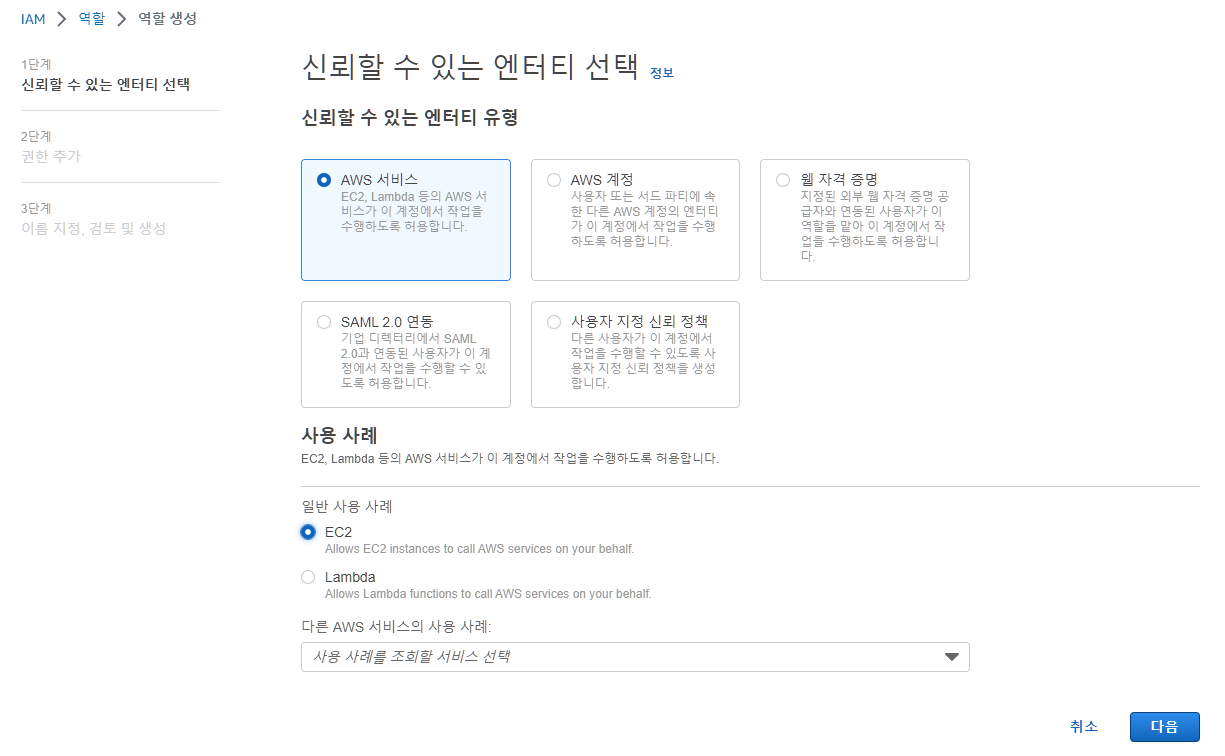 IAM > 역할 > 역할 생성
1단계
신뢰할 수 있는 엔터티 선택
2단계
권한 추가
3단계
이름 지정, 검토 및 생성
신뢰할 수 있는 엔터티 선택 정보
신뢰할 수 있는 엔터티 유형
AWS 서비스
EC2, Lambda 등의 AWS 서
비스가 이 계정에서 작업을
수행하도록 허용합니다.
AWS 계정
사용자 또는 서드 파티에 속
한 다른 AWS 계정의 엔터티
가 이 계정에서 작업을 수행
하도록 허용합니다.
웹 자격 증명
지정된 외부 웹 자격 증명 공
급자와 연동된 사용자가 이
역할을 맡아 이 계정에서 작
업을 수행하도록 허용합니
다.
SAML 2.0 연동
기업 디렉터리에서 SAML
2.0과 연동된 사용자가 이 계
정에서 작업을 수행할 수 있
도록 허용합니다.
사용자 지정 신뢰 정책
다른 사용자가 이 계정에서
작업을 수행할 수 있도록 사
용자 지정 신뢰 정책을 생성
합니다.
사용 사례
EC2, Lambda 등의 AWS 서비스가 이 계정에서 작업을 수행하도록 허용합니다.
일반 사용 사례
EC2
Allows EC2 instances to call AWS services on your behalf.
Lambda
Allows Lambda functions to call AWS services on your behalf.
다른 AWS 서비스의 사용 사례:
사용 사례를 조회할 서비스 선택
취소
다음